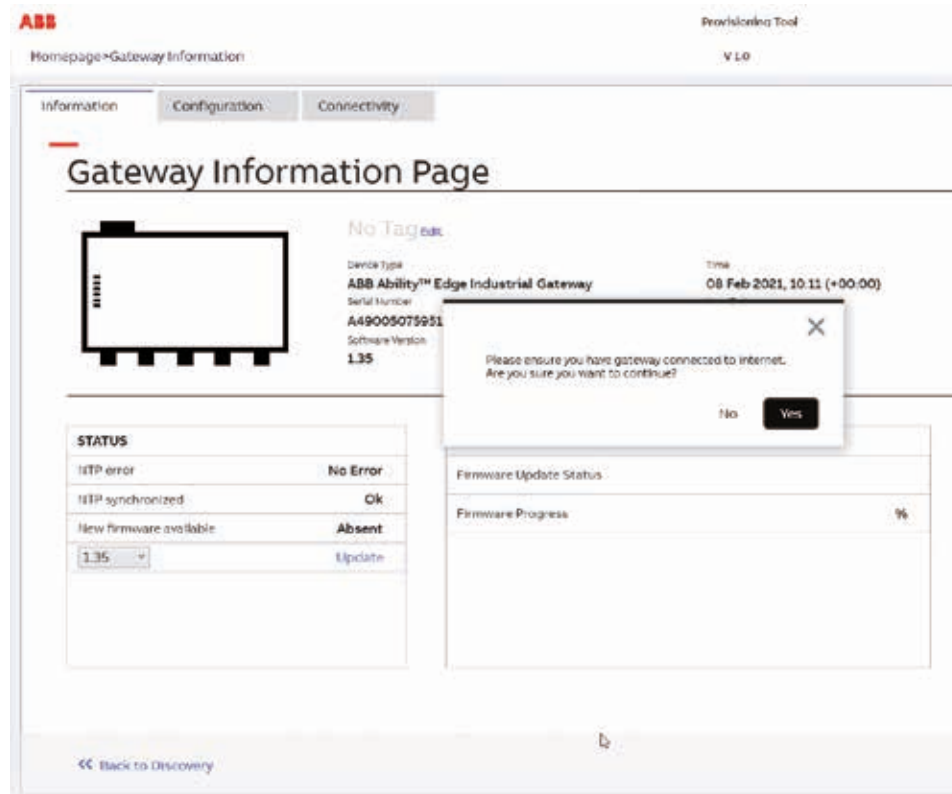 ABB
Provisioning Tool
Homepage>Gateway Information
V 1.0
Information
Configuration
Connectivity
Gateway Information Page
No Tag Edit
Device Type
Time
ABB Ability™ Edge Industrial Gateway
08 Feb 2021, 10:11 (+00:00)
Serial Number
A49005075951
Software Version
1.35
Please ensure you have gateway connected to internet.
Are you sure you want to continue?
No
Yes
STATUS
NTP error
No Error
NTP synchronized
Ok
New firmware available
Absent
1.35
Update
Firmware Update Status
Firmware Progress
%
<< Back to Discovery